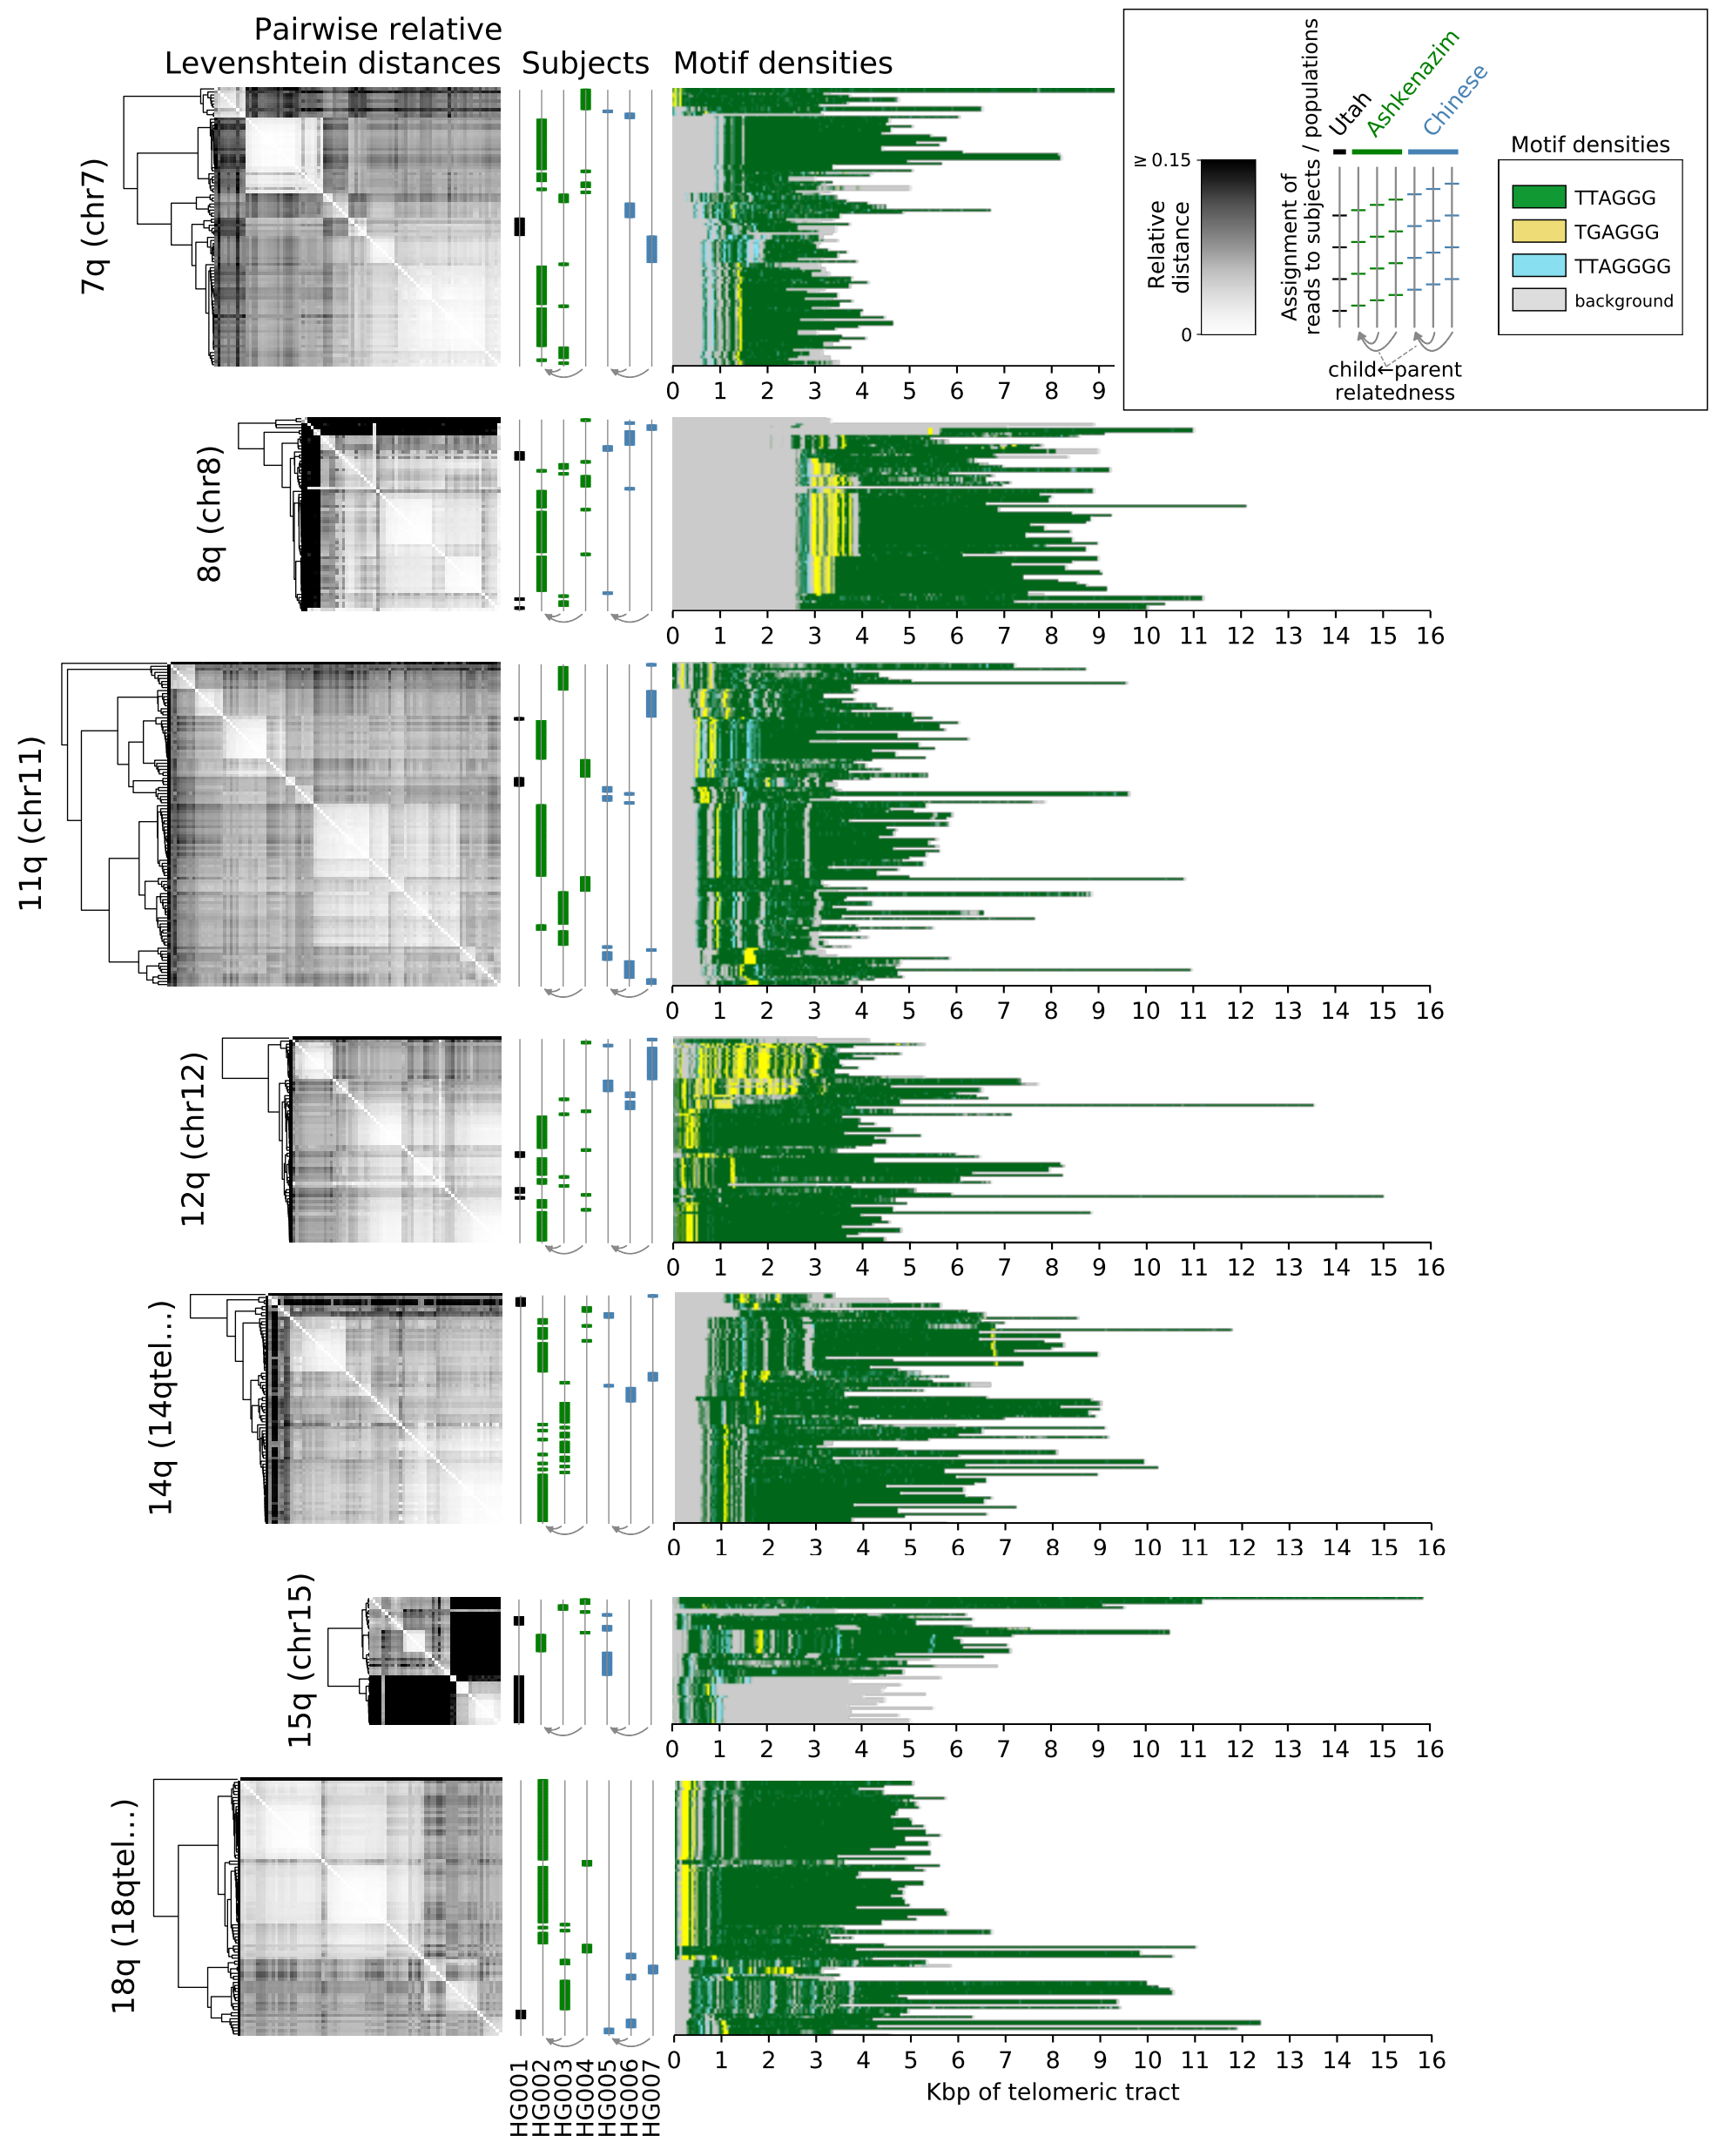 Pairwise relative
Levenshtein distances
Subjects
Motif densities
≥ 0.15
0
Relative
distance
Assignment of
reads to subjects / populations
Utah
Ashkenazim
Chinese
child←parent
relatedness
Motif densities
TTAGGG
TGAGGG
TTAGGGG
background
7q (chr7)
0 1 2 3 4 5 6 7 8 9
8q (chr8)
0 1 2 3 4 5 6 7 8 9 10 11 12 13 14 15 16
11q (chr11)
0 1 2 3 4 5 6 7 8 9 10 11 12 13 14 15 16
12q (chr12)
0 1 2 3 4 5 6 7 8 9 10 11 12 13 14 15 16
14q (14qtel...)
0 1 2 3 4 5 6 7 8 9 10 11 12 13 14 15 16
15q (chr15)
0 1 2 3 4 5 6 7 8 9 10 11 12 13 14 15 16
18q (18qtel...)
0 1 2 3 4 5 6 7 8 9 10 11 12 13 14 15 16
HG001
HG002
HG003
HG004
HG005
HG006
HG007
Kbp of telomeric tract